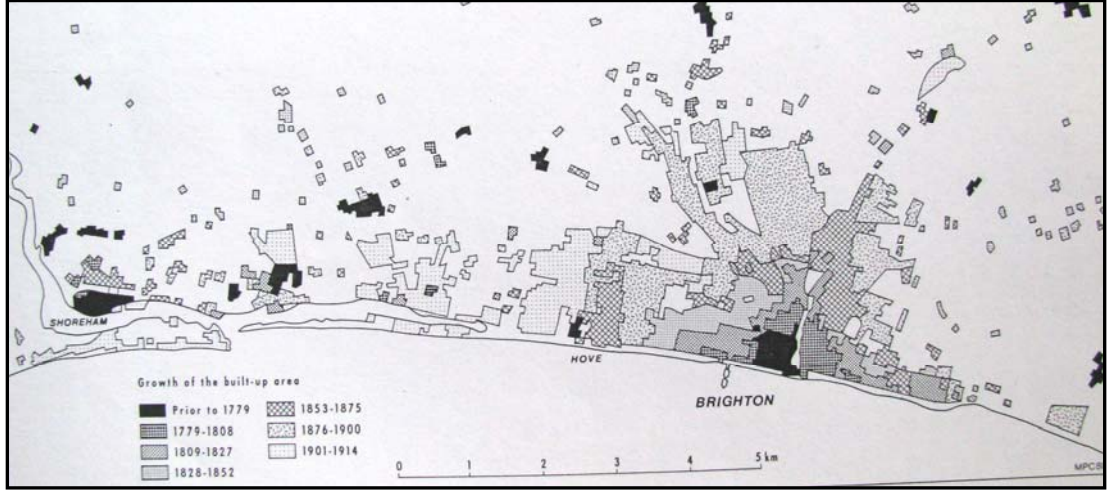 SHOREHAM
HOVE
BRIGHTON
Growth of the built-up area
Prior to 1779
1779-1808
1809-1827
1828-1852
1853-1875
1876-1900
1901-1914
0 1 2 3 4 5 km